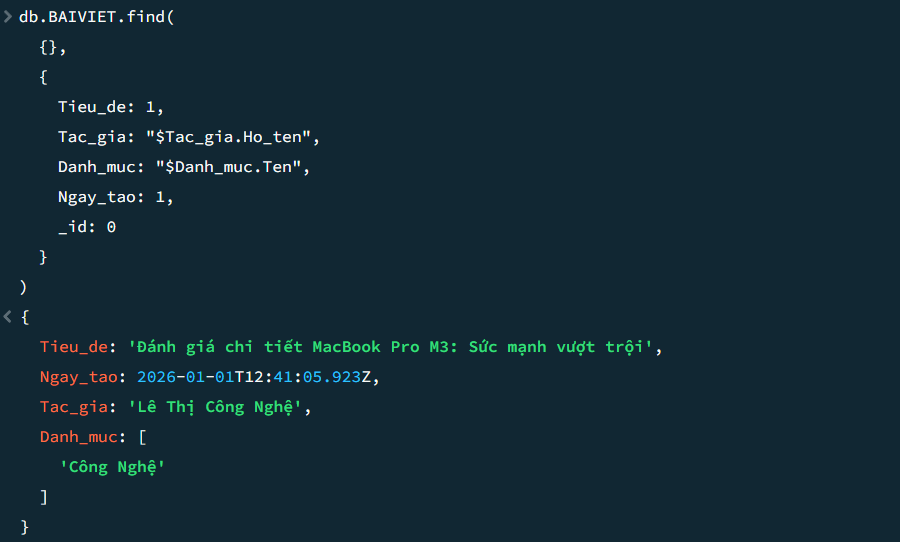 db.BAIVIET.find(
{},
{
Tieu_de: 1,
Tac_gia: "$Tac_gia.Ho_ten",
Danh_muc: "$Danh_muc.Ten",
Ngay_tao: 1,
_id: 0
}
)
{
Tieu_de: 'Đánh giá chi tiết MacBook Pro M3: Sức mạnh vượt trội',
Ngay_tao: 2026-01-01T12:41:05.923Z,
Tac_gia: 'Lê Thị Công Nghệ',
Danh_muc: [
'Công Nghệ'
]
}